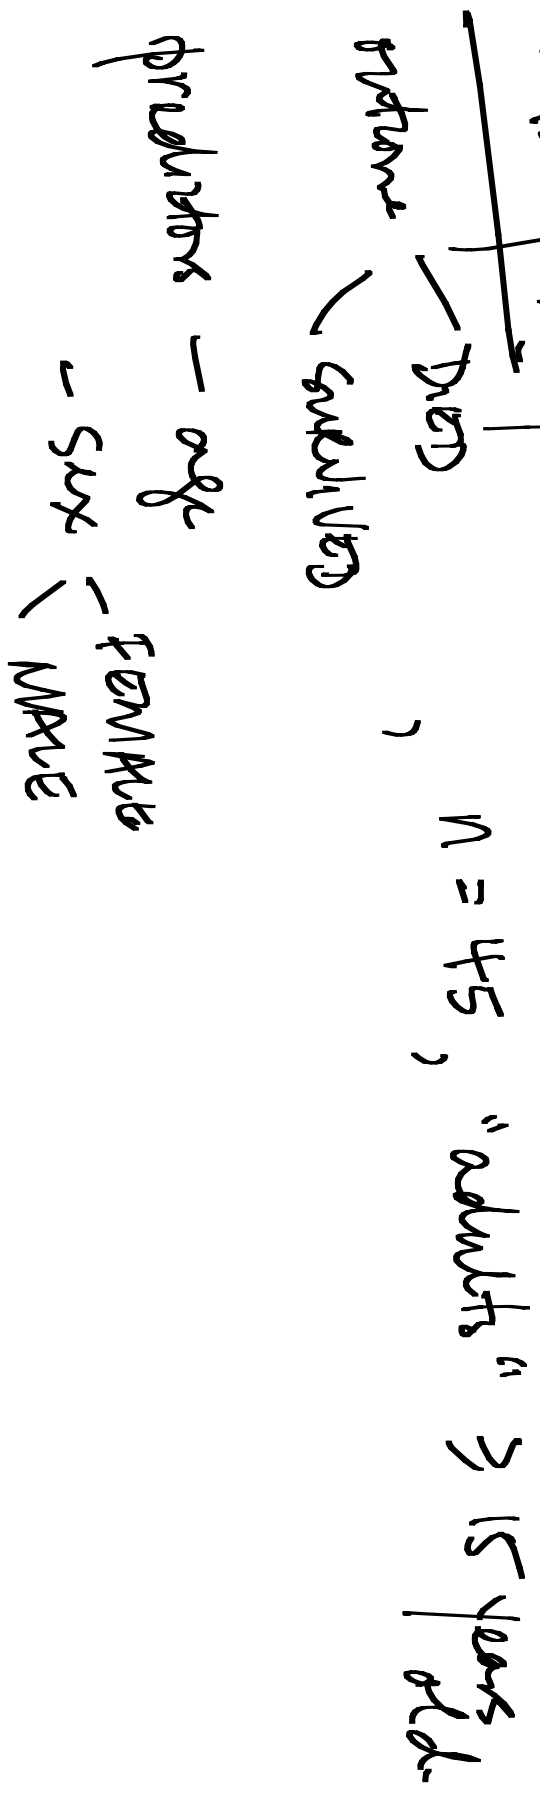 outcome - DIED , n = 45 , "adults" ≥ 15 years old.
- SURVIVED
predictors - age
- Sex - FEMALE
- MALE